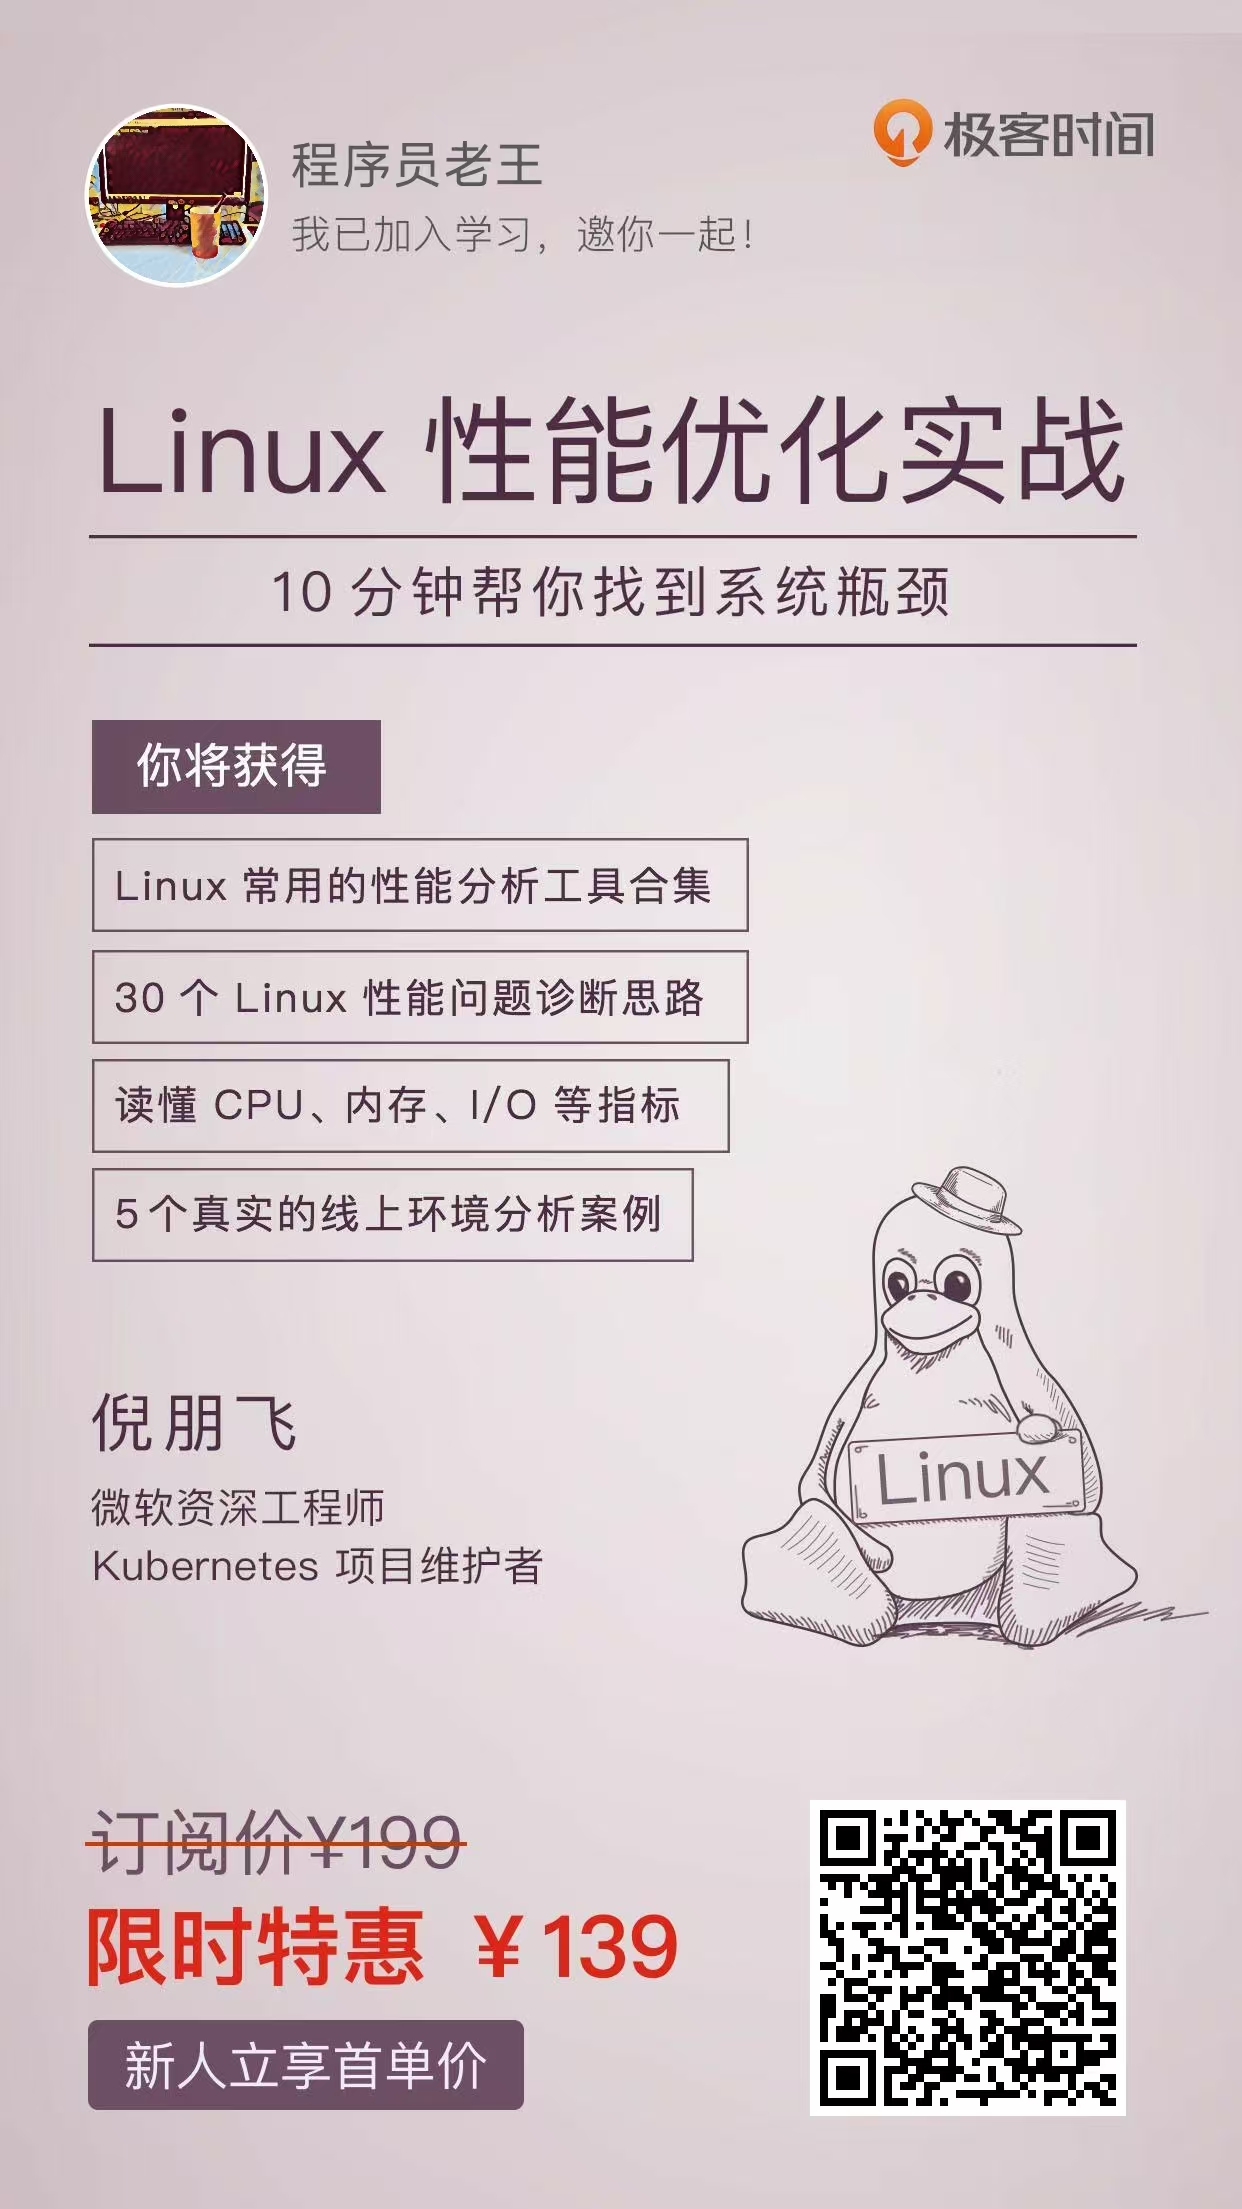 程序员老王
我已加入学习，邀你一起！
极客时间
Linux 性能优化实战
10 分钟帮你找到系统瓶颈
你将获得
Linux 常用的性能分析工具合集
30 个 Linux 性能问题诊断思路
读懂 CPU、内存、I/O 等指标
5个真实的线上环境分析案例
Linux
倪朋飞
微软资深工程师
Kubernetes 项目维护者
订阅价¥199
限时特惠 ¥139
新人立享首单价